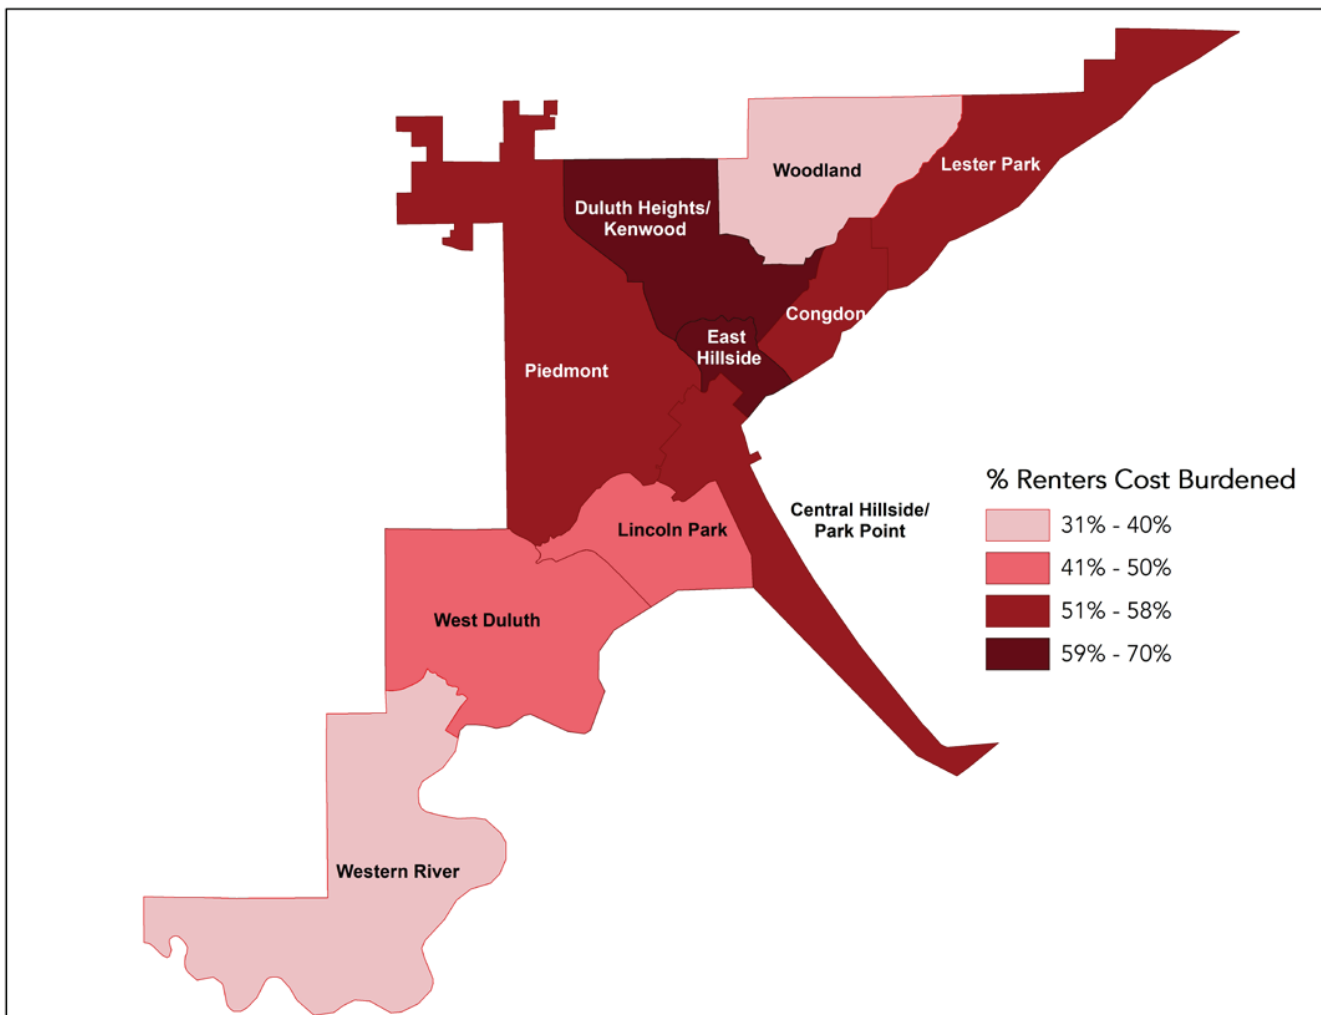 Woodland
Lester Park
Duluth Heights/
Kenwood
Congdon
East
Hillside
Piedmont
Central Hillside/
Park Point
Lincoln Park
West Duluth
Western River
% Renters Cost Burdened
31% - 40%
41% - 50%
51% - 58%
59% - 70%